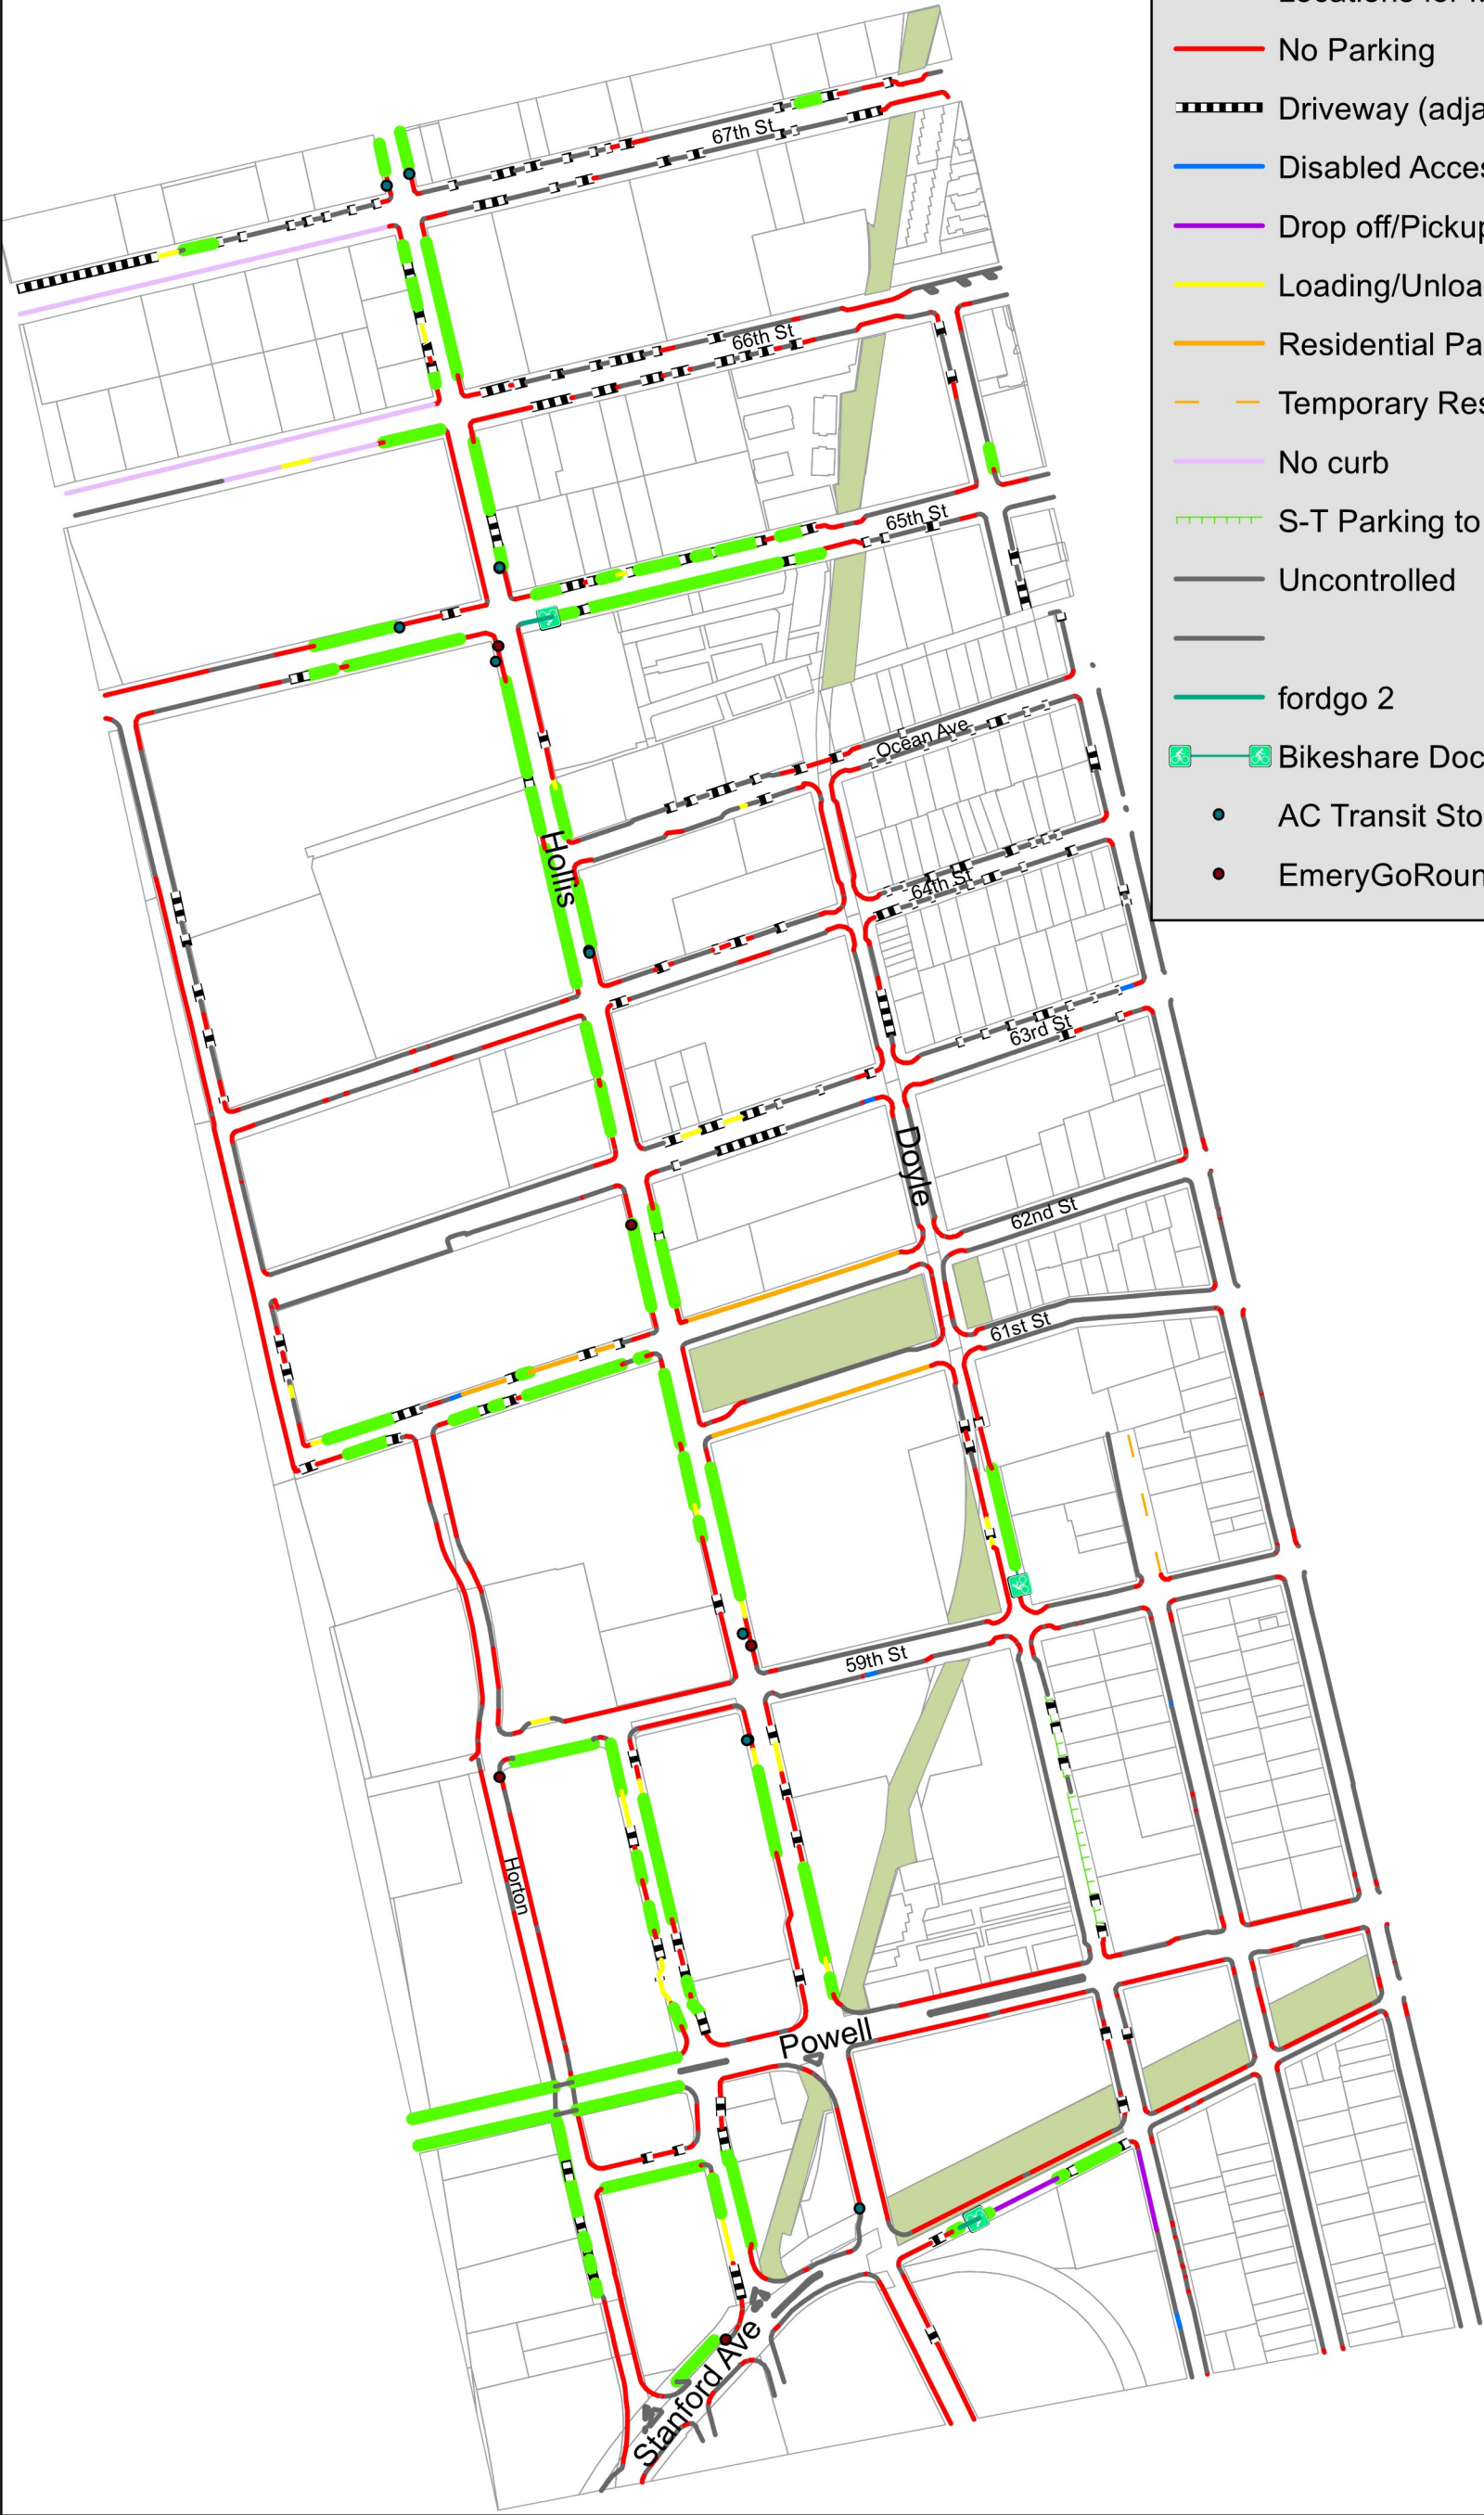 No Parking
Driveway (adja
Disabled Acces
Drop off/Pickup
Loading/Unloa
Residential Pa
Temporary Res
No curb
S-T Parking to
Uncontrolled
fordgo 2
Bikeshare Doc
AC Transit Sto
EmeryGoRoun
67th St
66th St
65th St
Ocean Ave
Hollis
64th St
63rd St
Doyle
62nd St
61st St
59th St
Horton
Powell
Stanford Ave